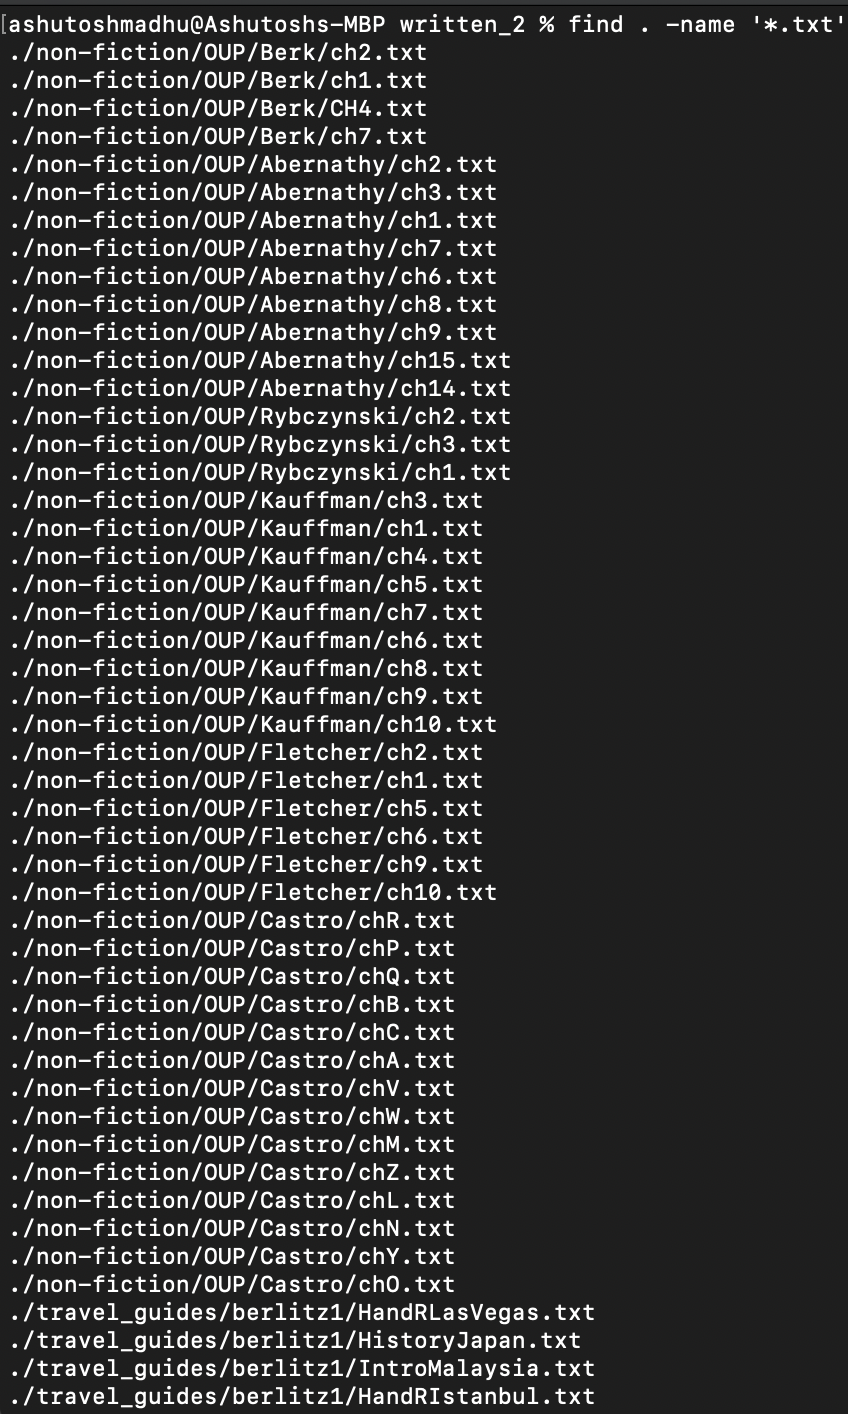 [ashutoshmadhu@Ashutoshs-MBP written_2 % find . -name '*.txt'
./non-fiction/OUP/Berk/ch2.txt
./non-fiction/OUP/Berk/ch1.txt
./non-fiction/OUP/Berk/CH4.txt
./non-fiction/OUP/Berk/ch7.txt
./non-fiction/OUP/Abernathy/ch2.txt
./non-fiction/OUP/Abernathy/ch3.txt
./non-fiction/OUP/Abernathy/ch1.txt
./non-fiction/OUP/Abernathy/ch7.txt
./non-fiction/OUP/Abernathy/ch6.txt
./non-fiction/OUP/Abernathy/ch8.txt
./non-fiction/OUP/Abernathy/ch9.txt
./non-fiction/OUP/Abernathy/ch15.txt
./non-fiction/OUP/Abernathy/ch14.txt
./non-fiction/OUP/Rybczynski/ch2.txt
./non-fiction/OUP/Rybczynski/ch3.txt
./non-fiction/OUP/Rybczynski/ch1.txt
./non-fiction/OUP/Kauffman/ch3.txt
./non-fiction/OUP/Kauffman/ch1.txt
./non-fiction/OUP/Kauffman/ch4.txt
./non-fiction/OUP/Kauffman/ch5.txt
./non-fiction/OUP/Kauffman/ch7.txt
./non-fiction/OUP/Kauffman/ch6.txt
./non-fiction/OUP/Kauffman/ch8.txt
./non-fiction/OUP/Kauffman/ch9.txt
./non-fiction/OUP/Kauffman/ch10.txt
./non-fiction/OUP/Fletcher/ch2.txt
./non-fiction/OUP/Fletcher/ch1.txt
./non-fiction/OUP/Fletcher/ch5.txt
./non-fiction/OUP/Fletcher/ch6.txt
./non-fiction/OUP/Fletcher/ch9.txt
./non-fiction/OUP/Fletcher/ch10.txt
./non-fiction/OUP/Castro/chR.txt
./non-fiction/OUP/Castro/chP.txt
./non-fiction/OUP/Castro/chQ.txt
./non-fiction/OUP/Castro/chB.txt
./non-fiction/OUP/Castro/chC.txt
./non-fiction/OUP/Castro/chA.txt
./non-fiction/OUP/Castro/chV.txt
./non-fiction/OUP/Castro/chW.txt
./non-fiction/OUP/Castro/chM.txt
./non-fiction/OUP/Castro/chZ.txt
./non-fiction/OUP/Castro/chL.txt
./non-fiction/OUP/Castro/chN.txt
./non-fiction/OUP/Castro/chY.txt
./non-fiction/OUP/Castro/chO.txt
./travel_guides/berlitz1/HandRLasVegas.txt
./travel_guides/berlitz1/HistoryJapan.txt
./travel_guides/berlitz1/IntroMalaysia.txt
./travel_guides/berlitz1/HandRIstanbul.txt